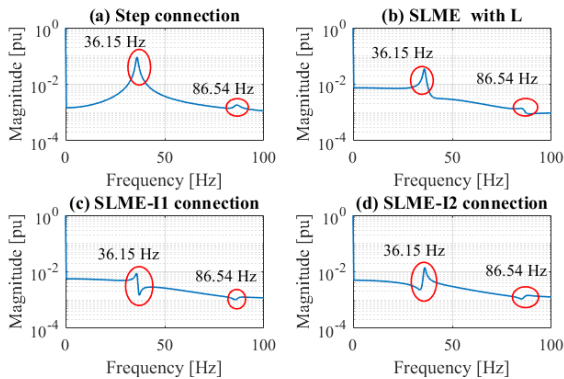 (a) Step connection
(b) SLME with L
10^0
36.15 Hz
10^-2
86.54 Hz
10^-4
Magnitude [pu]
0
50
100
Frequency [Hz]
10^0
36.15 Hz
10^-2
86.54 Hz
10^-4
Magnitude [pu]
0
50
100
Frequency [Hz]
(c) SLME-I1 connection
(d) SLME-I2 connection
10^0
36.15 Hz
10^-2
86.54 Hz
10^-4
Magnitude [pu]
0
50
100
Frequency [Hz]
10^0
36.15 Hz
10^-2
86.54 Hz
10^-4
Magnitude [pu]
0
50
100
Frequency [Hz]